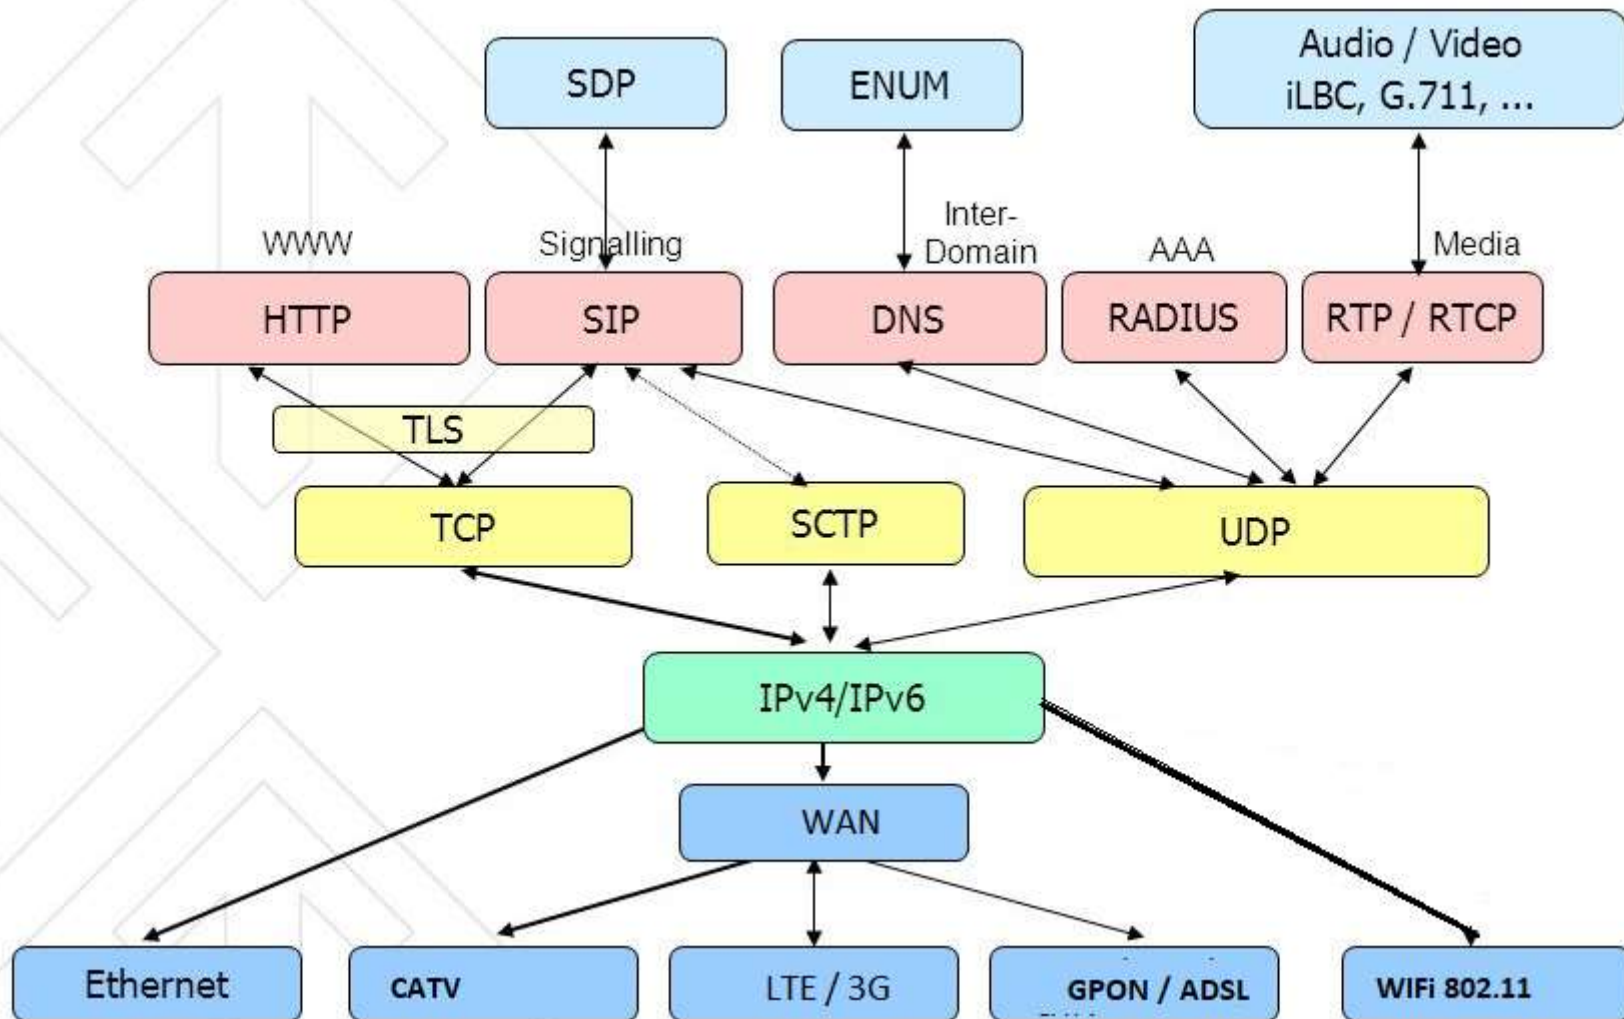 SDP
ENUM
Audio / Video
iLBC, G.711, ...
WWW
Signalling
Inter-
Domain
AAA
Media
HTTP
SIP
DNS
RADIUS
RTP / RTCP
TLS
TCP
SCTP
UDP
IPv4/IPv6
WAN
Ethernet
CATV
LTE / 3G
GPON / ADSL
WIFi 802.11